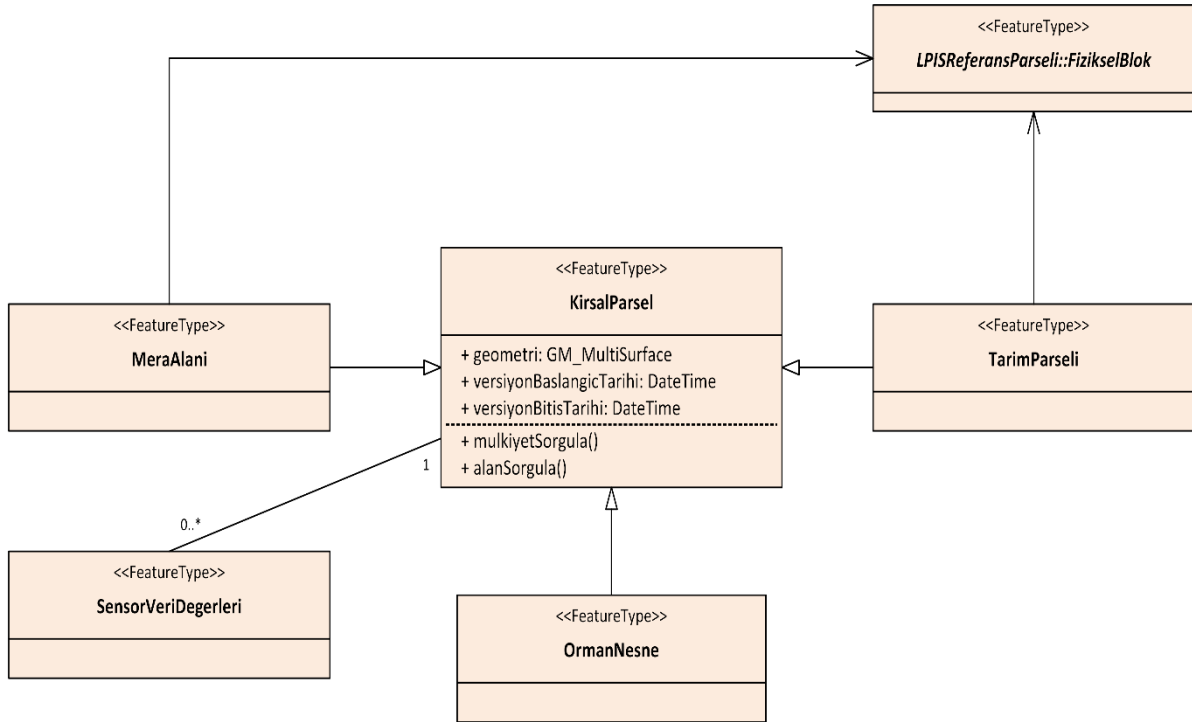 <<FeatureType>>
LPISReferansParseli::FizikselBlok
<<FeatureType>>
KirsalParsel
+ geometri: GM_MultiSurface
+ versiyonBaslangicTarihi: DateTime
+ versiyonBitisTarihi: DateTime
+ mulkiyetSorgula()
+ alanSorgula()
<<FeatureType>>
MeraAlani
<<FeatureType>>
TarimParseli
1
0..*
<<FeatureType>>
SensorVeriDegerleri
<<FeatureType>>
OrmanNesne